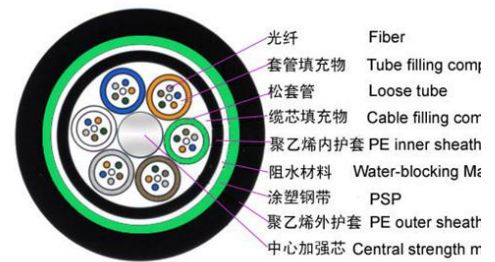 光纤 Fiber
套管填充物 Tube filling
松套管 Loose tube
缆芯填充物 Cable filling
聚乙烯内护套 PE inner sheath
阻水材料 Water-blocking
涂塑钢带 PSP
聚乙烯外护套 PE outer sheath
中心加强芯 Central strength